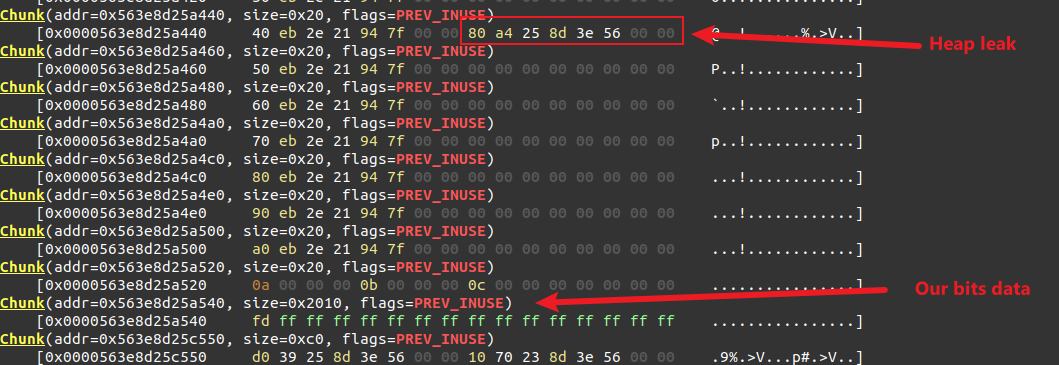 Chunk(addr=0x563e8d25a440, size=0x20, flags=PREV_INUSE)
[0x0000563e8d25a440 40 eb 2e 21 94 7f 00 00 80 a4 25 8d 3e 56 00 00 @..!......%.>V..]
Heap leak
Chunk(addr=0x563e8d25a460, size=0x20, flags=PREV_INUSE)
[0x0000563e8d25a460 50 eb 2e 21 94 7f 00 00 00 00 00 00 00 00 00 00 P..!............]
Chunk(addr=0x563e8d25a480, size=0x20, flags=PREV_INUSE)
[0x0000563e8d25a480 60 eb 2e 21 94 7f 00 00 00 00 00 00 00 00 00 00 `..!............]
Chunk(addr=0x563e8d25a4a0, size=0x20, flags=PREV_INUSE)
[0x0000563e8d25a4a0 70 eb 2e 21 94 7f 00 00 00 00 00 00 00 00 00 00 p..!............]
Chunk(addr=0x563e8d25a4c0, size=0x20, flags=PREV_INUSE)
[0x0000563e8d25a4c0 80 eb 2e 21 94 7f 00 00 00 00 00 00 00 00 00 00 ...!............]
Chunk(addr=0x563e8d25a4e0, size=0x20, flags=PREV_INUSE)
[0x0000563e8d25a4e0 90 eb 2e 21 94 7f 00 00 00 00 00 00 00 00 00 00 ...!............]
Chunk(addr=0x563e8d25a500, size=0x20, flags=PREV_INUSE)
[0x0000563e8d25a500 a0 eb 2e 21 94 7f 00 00 00 00 00 00 00 00 00 00 ...!............]
Chunk(addr=0x563e8d25a520, size=0x20, flags=PREV_INUSE)
[0x0000563e8d25a520 0a 00 00 00 0b 00 00 00 0c 00 00 00 00 00 00 00 ................]
Our bits data
Chunk(addr=0x563e8d25a540, size=0x2010, flags=PREV_INUSE)
[0x0000563e8d25a540 fd ff ff ff ff ff ff ff ff ff ff ff ff ff ff ff ................]
Chunk(addr=0x563e8d25c550, size=0xc0, flags=PREV_INUSE)
[0x0000563e8d25c550 d0 39 25 8d 3e 56 00 00 10 70 23 8d 3e 56 00 00 .9%.>V...p#.>V..]